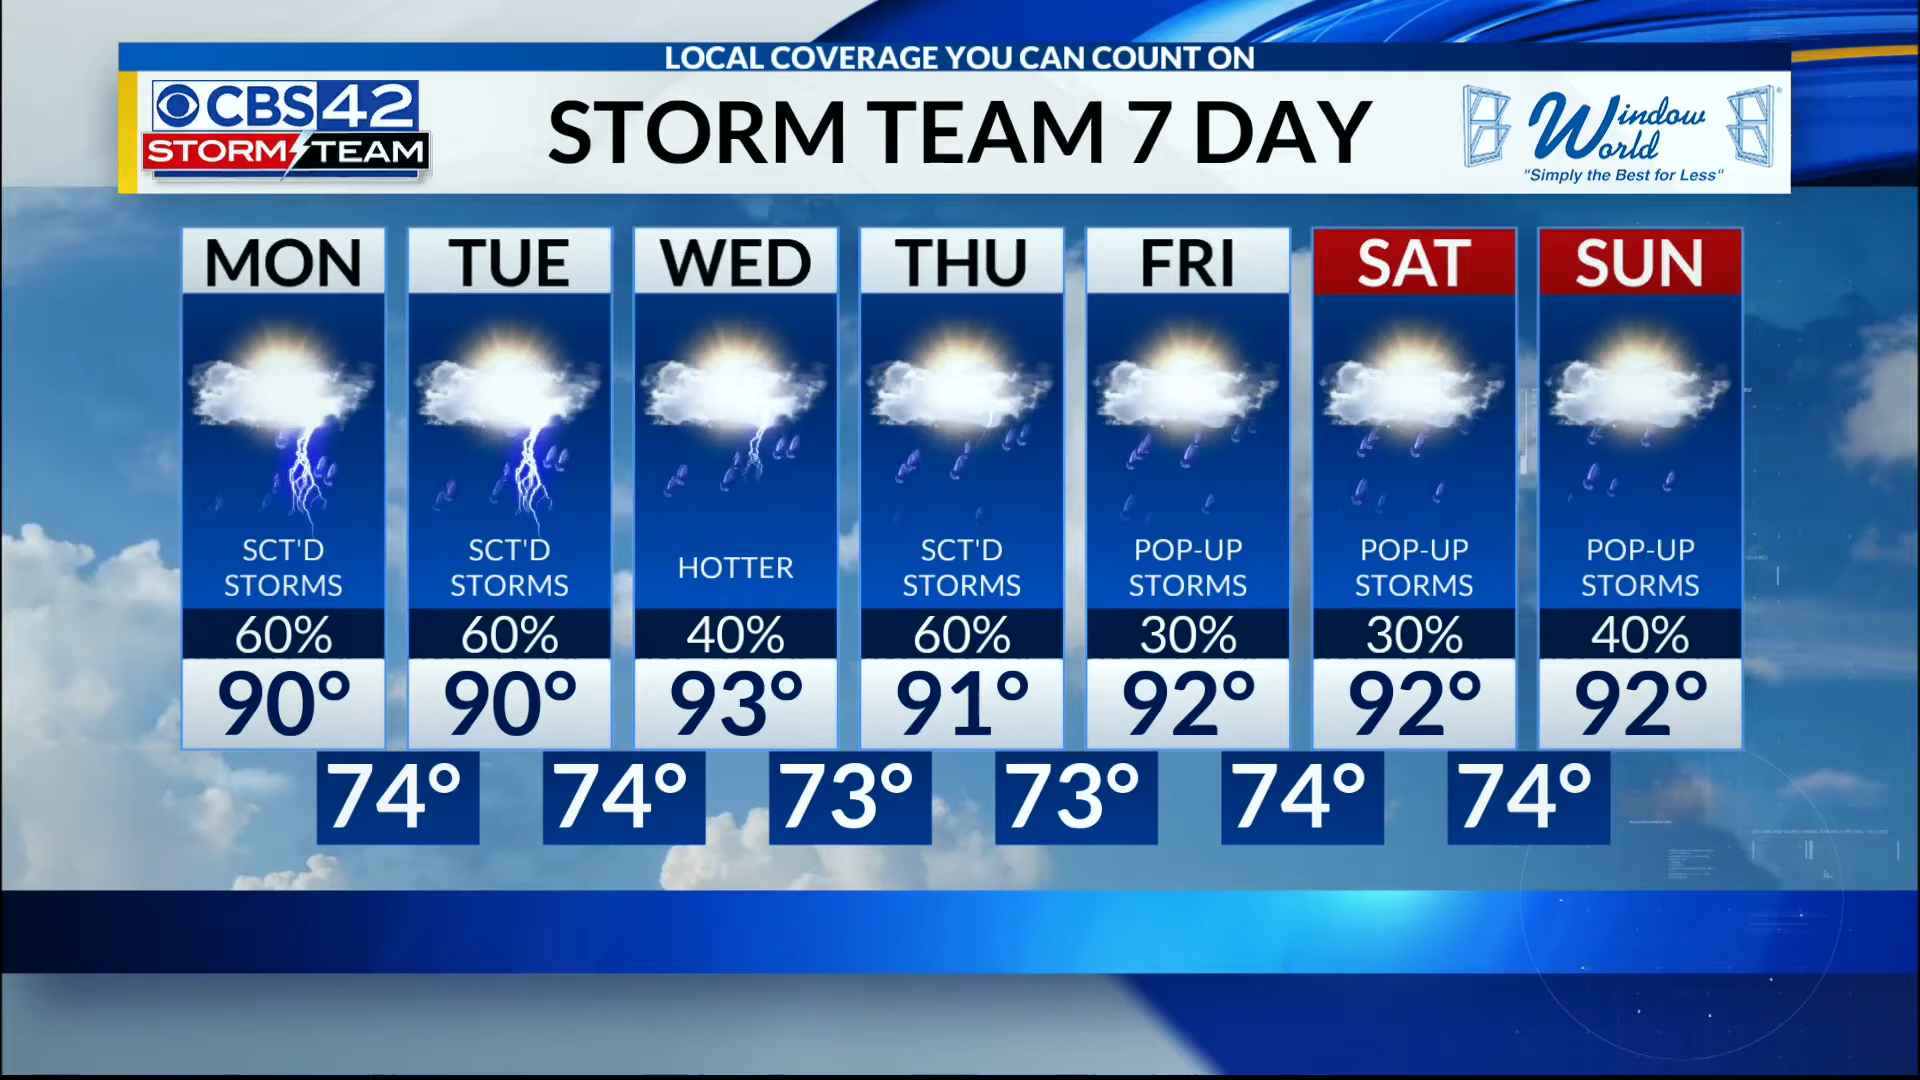 LOCAL COVERAGE YOU CAN COUNT ON
CBS 42
STORM TEAM
STORM TEAM 7 DAY
Window
World
"Simply the Best for Less"
MON TUE WED THU FRI SAT SUN
SCT'D STORMS
SCT'D STORMS
HOTTER
SCT'D STORMS
POP-UP STORMS
POP-UP STORMS
POP-UP STORMS
60% 60% 40% 60% 30% 30% 40%
90° 90° 93° 91° 92° 92° 92°
74° 74° 73° 73° 74° 74°